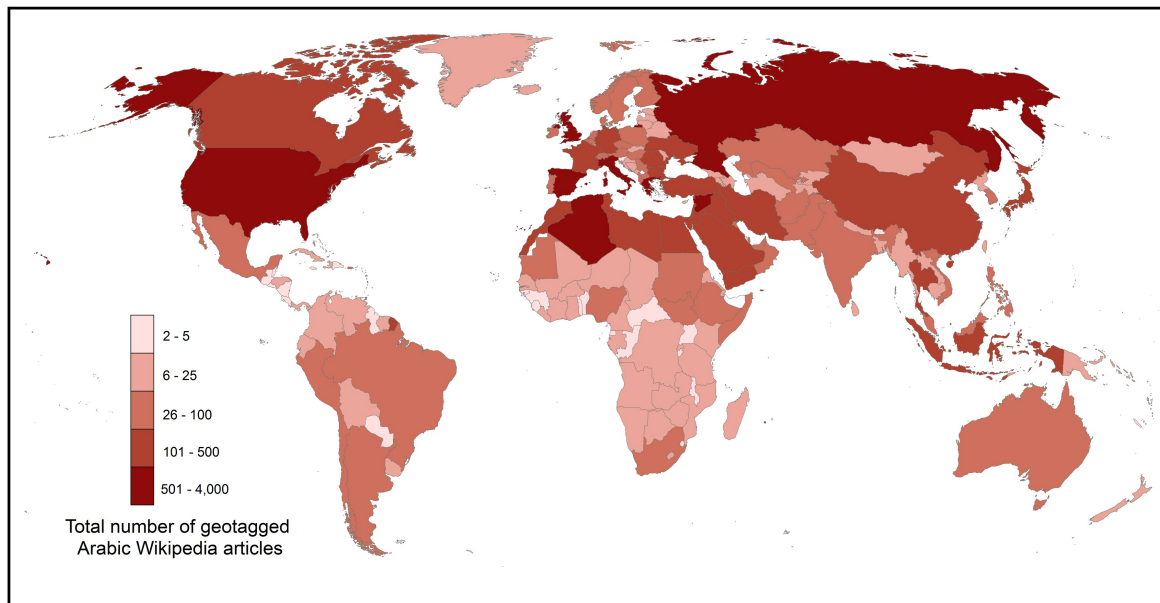 2 - 5
6 - 25
26 - 100
101 - 500
501 - 4,000
Total number of geotagged
Arabic Wikipedia articles